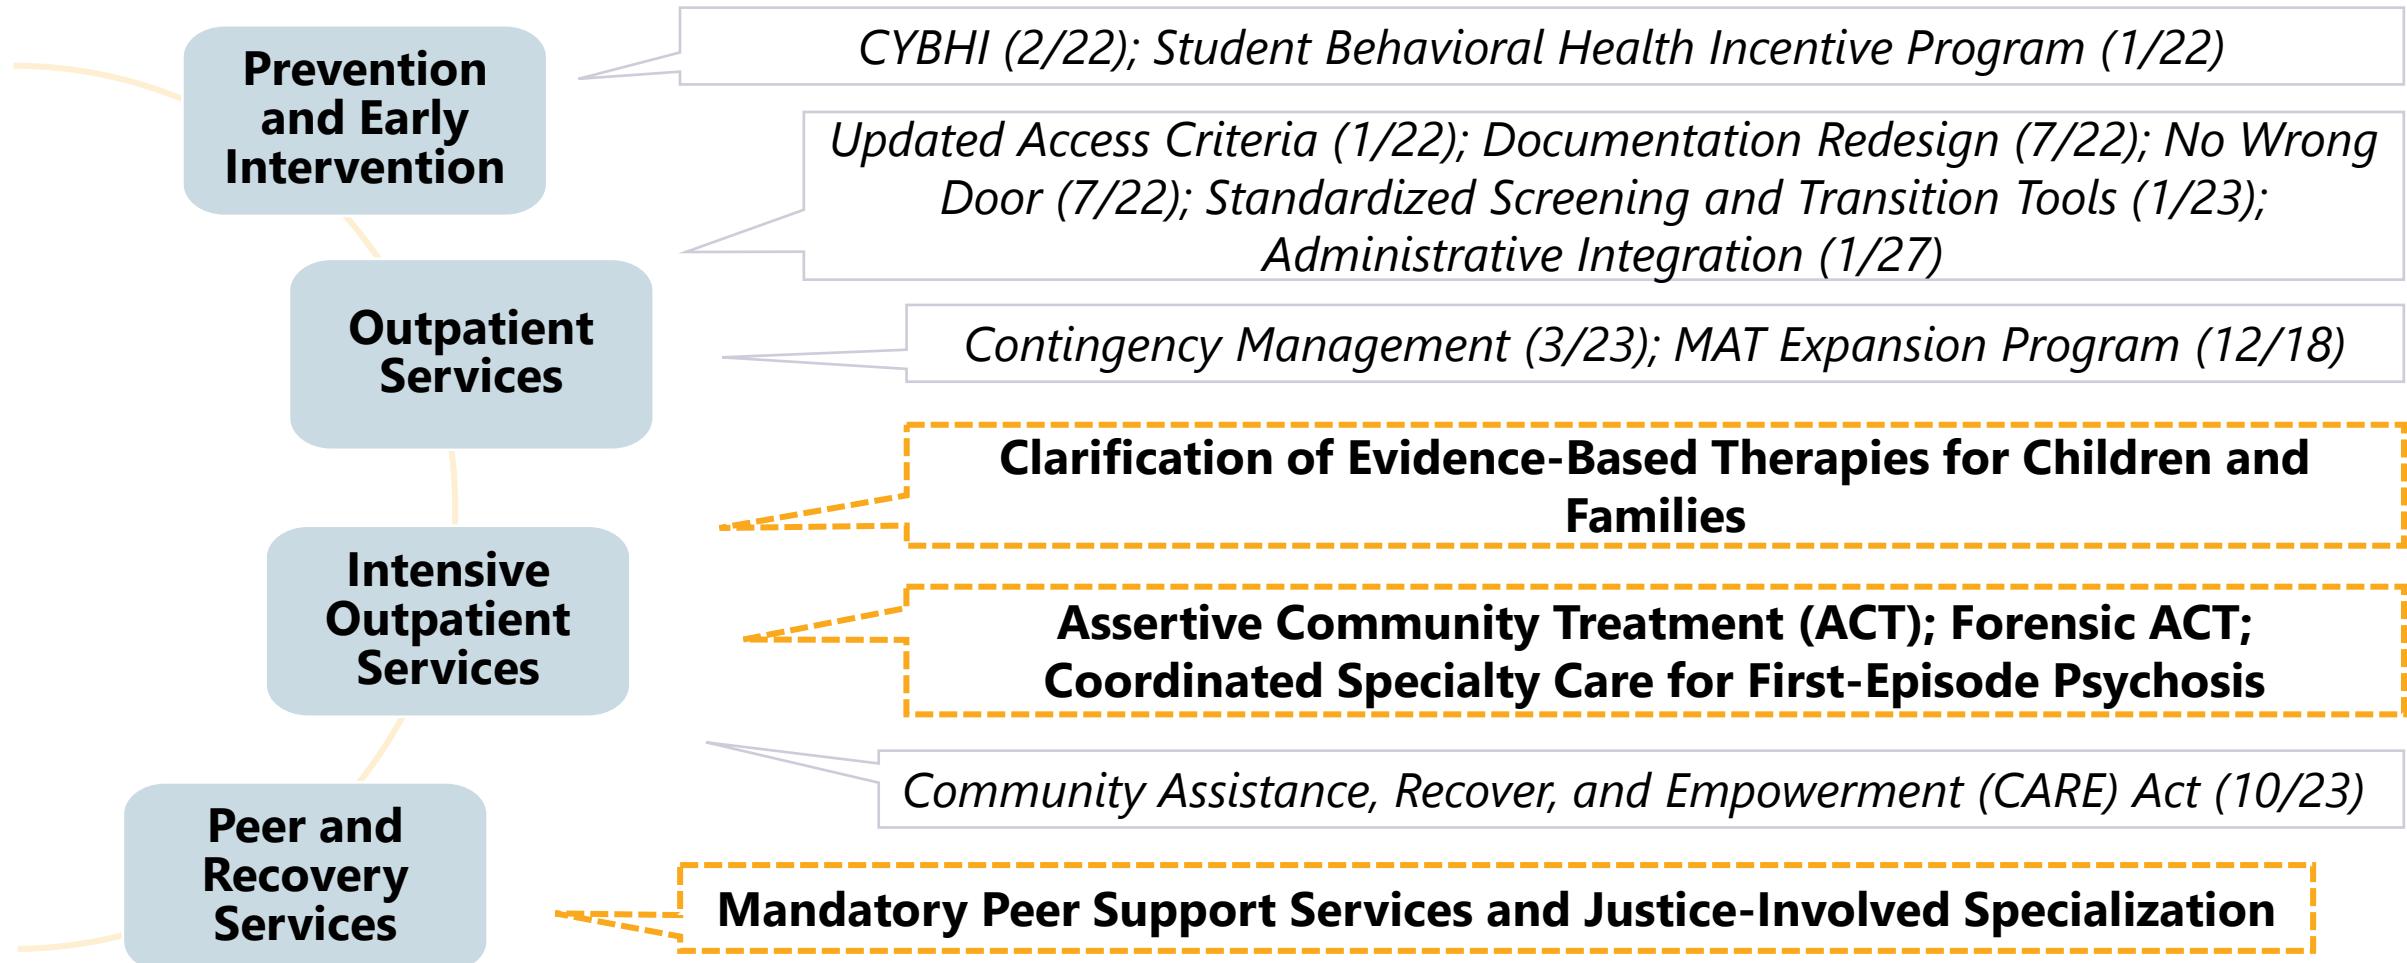 Prevention
and Early
Intervention
CYBHI (2/22); Student Behavioral Health Incentive Program (1/22)
Updated Access Criteria (1/22); Documentation Redesign (7/22); No Wrong
Door (7/22); Standardized Screening and Transition Tools (1/23);
Administrative Integration (1/27)
Outpatient
Services
Contingency Management (3/23); MAT Expansion Program (12/18)
Clarification of Evidence-Based Therapies for Children and
Families
Intensive
Outpatient
Services
Assertive Community Treatment (ACT); Forensic ACT;
Coordinated Specialty Care for First-Episode Psychosis
Community Assistance, Recover, and Empowerment (CARE) Act (10/23)
Peer and
Recovery
Services
Mandatory Peer Support Services and Justice-Involved Specialization